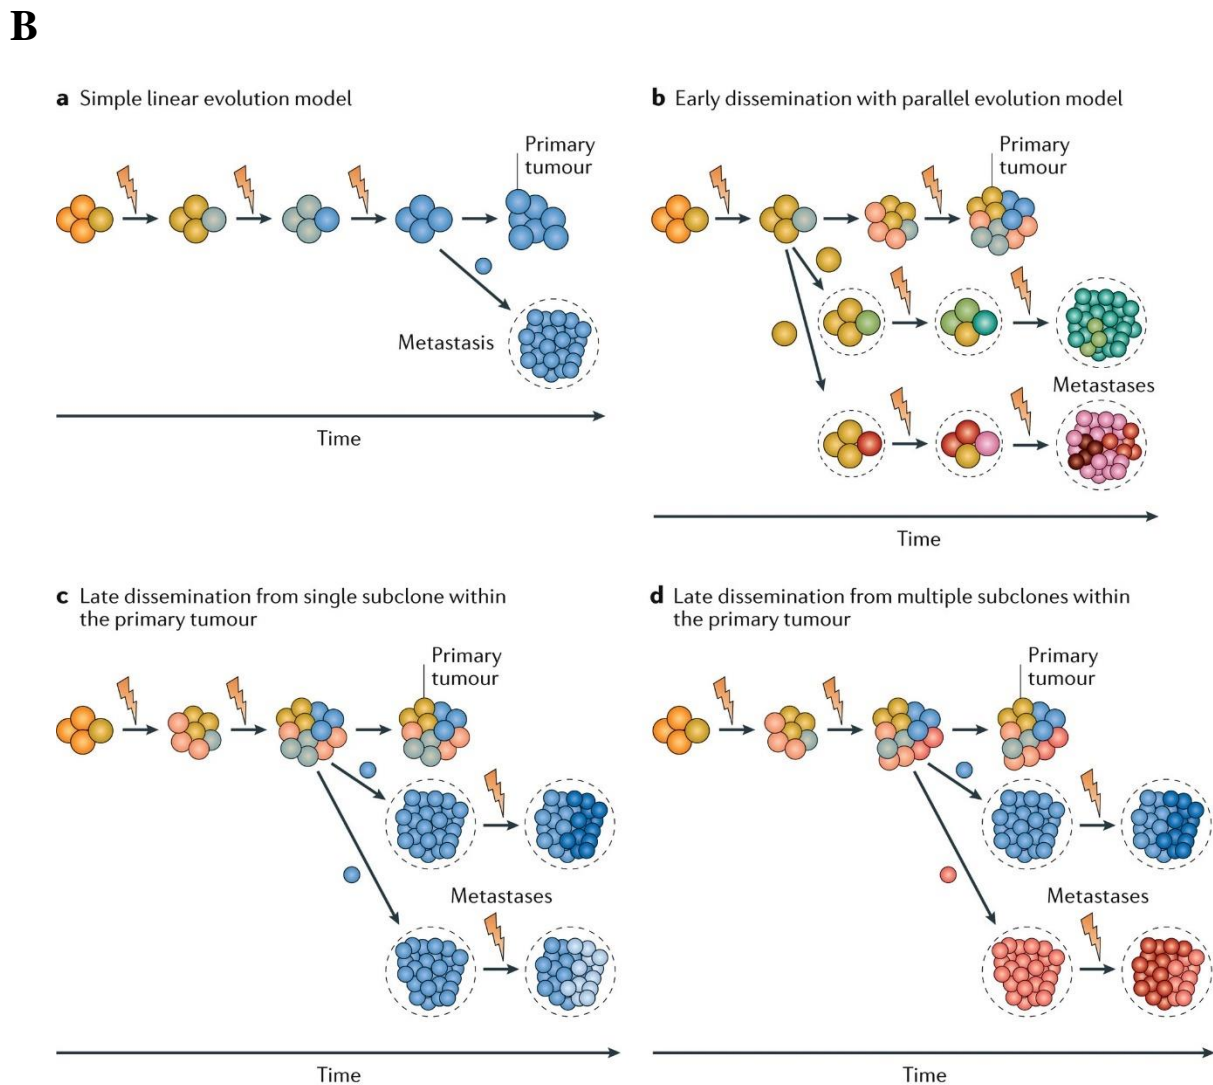 B
a Simple linear evolution model
Primary
tumour
Metastasis
Time
b Early dissemination with parallel evolution model
Primary
tumour
Metastases
Time
c Late dissemination from single subclone within
the primary tumour
Primary
tumour
Metastases
Time
d Late dissemination from multiple subclones within
the primary tumour
Primary
tumour
Metastases
Time